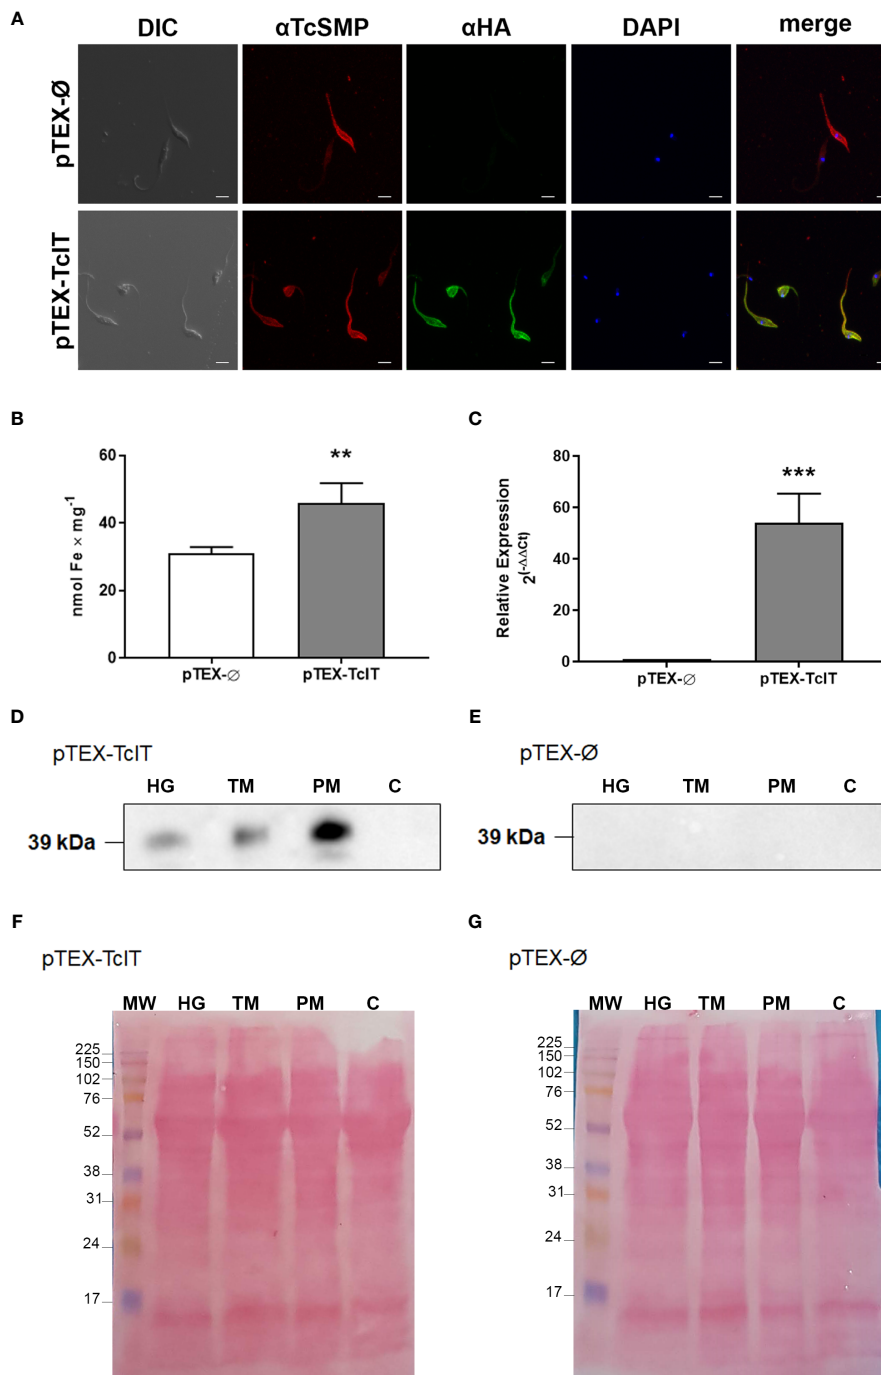 A
DIC αTcSMP αHA DAPI merge
pTEX-Ø
pTEX-TcIT
B
nmol Fe × mg-1
60
40
20
0
**
pTEX-∅ pTEX-TcIT
C
Relative Expression
2(-ΔΔCt)
80
60
40
20
0
***
pTEX-∅ pTEX-TcIT
D
pTEX-TcIT
HG TM PM C
39 kDa
E
pTEX-Ø
HG TM PM C
39 kDa
F
pTEX-TcIT
MW HG TM PM C
225
150
102
76
52
38
31
24
17
G
pTEX-Ø
MW HG TM PM C
225
150
102
76
52
38
31
24
17